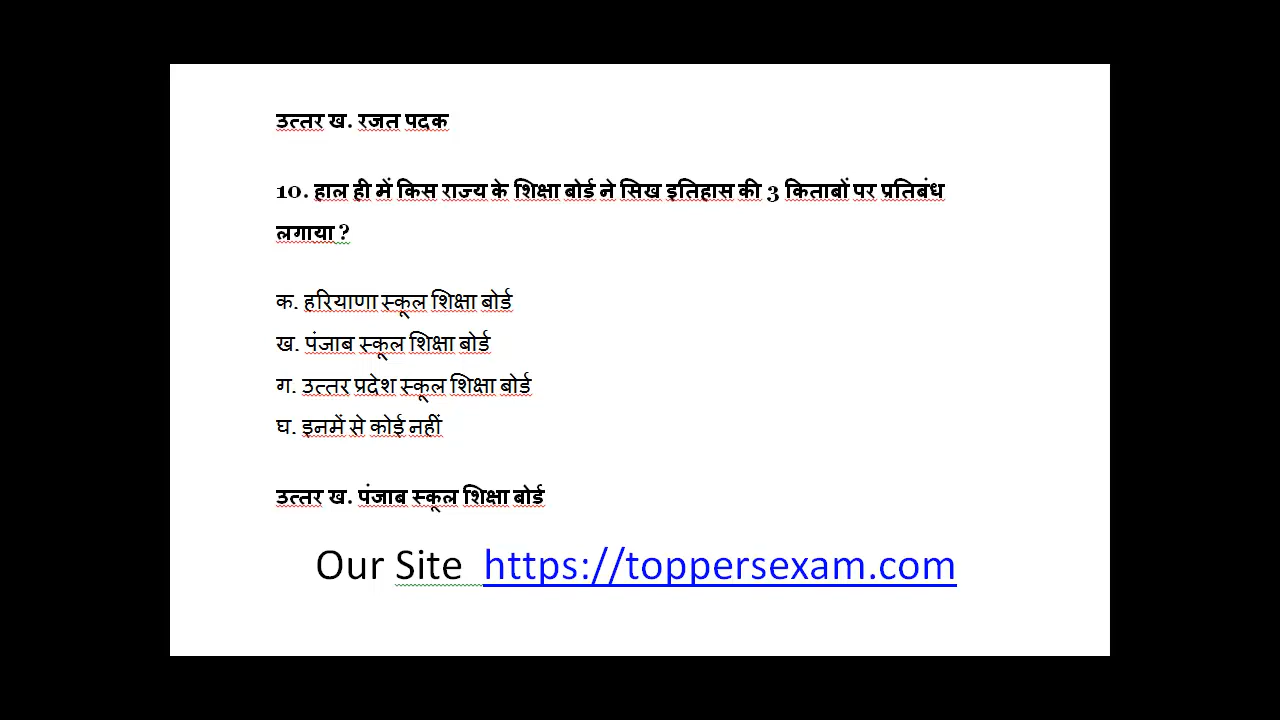 उत्तर ख. रजत पदक
10. हाल ही में किस राज्य के शिक्षा बोर्ड ने सिख इतिहास की 3 किताबों पर प्रतिबंध
लगाया ?
क. हरियाणा स्कूल शिक्षा बोर्ड
ख. पंजाब स्कूल शिक्षा बोर्ड
ग. उत्तर प्रदेश स्कूल शिक्षा बोर्ड
घ. इनमें से कोई नहीं
उत्तर ख. पंजाब स्कूल शिक्षा बोर्ड
Our Site https://toppersexam.com